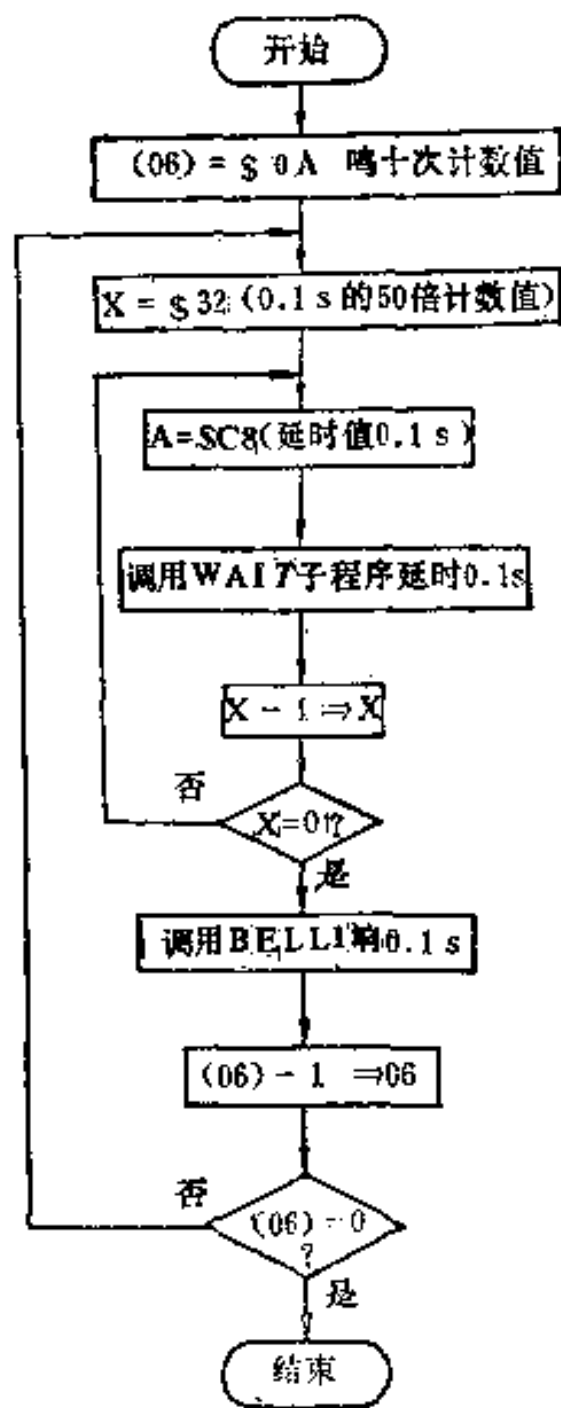 开始
(06) = $ 0A 鸣十次计数值
X = $ 32 (0.1 s 的50倍计数值)
A=$C8(延时值0.1 s)
调用WAIT子程序延时0.1s
X - 1 ⇒ X
否
X=0?
是
调用BELL1响0.1 s
(06) - 1 ⇒06
否
(06) = 0
?
是
结束